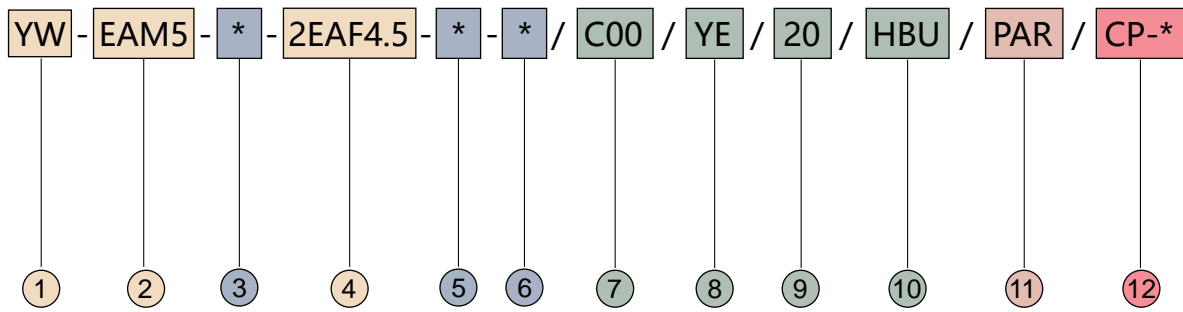 YW - EAM5 - * - 2EAF4.5 - * - * / C00 / YE / 20 / HBU / PAR / CP-*
1 2 3 4 5 6 7 8 9 10 11 12